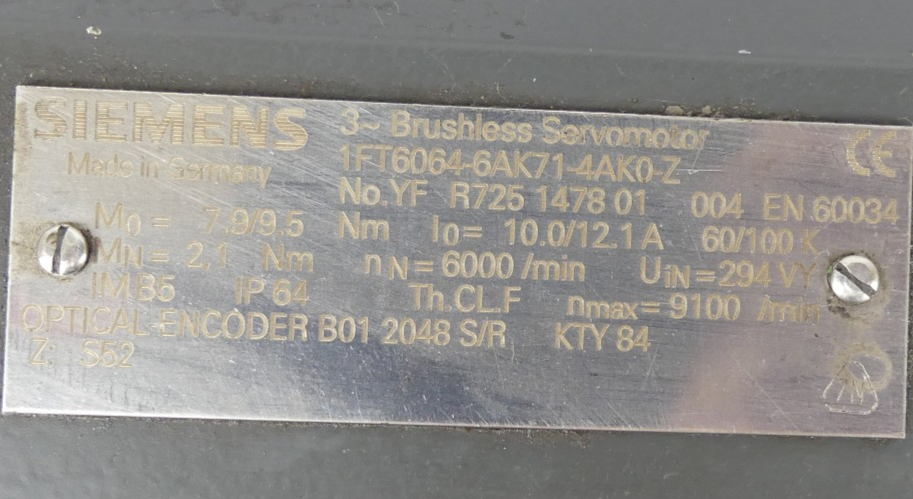 SIEMENS 3~ Brushless Servomotor CE
Made in Germany 1FT6064-6AK71-4AK0-Z
No.YF R725 1478 01 004 EN 60034
M0 = 7.9/9.5 Nm I0= 10.0/12.1 A 60/100 K
MN = 2.1 Nm nN = 6000 /min UiN=294 VY
IM B5 IP 64 Th.CL.F nmax= 9100 /min
OPTICAL-ENCODER B01 2048 S/R KTY 84
Z: S52